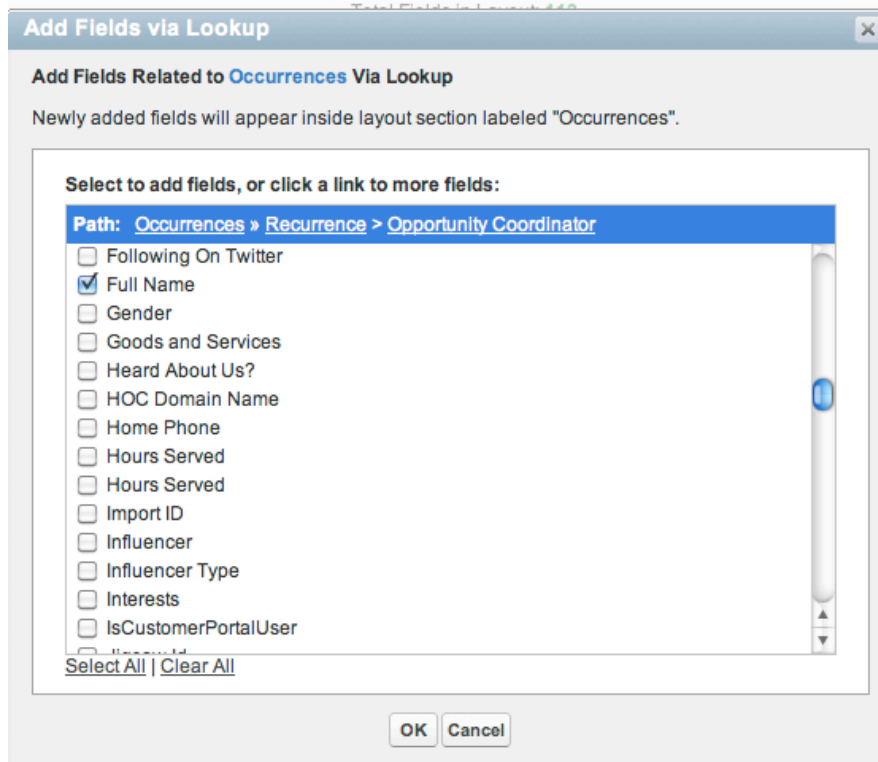 Add Fields via Lookup
Add Fields Related to Occurrences Via Lookup
Newly added fields will appear inside layout section labeled "Occurrences".
Select to add fields, or click a link to more fields:
Path: Occurrences » Recurrence > Opportunity Coordinator
Following On Twitter
Full Name
Gender
Goods and Services
Heard About Us?
HOC Domain Name
Home Phone
Hours Served
Hours Served
Import ID
Influencer
Influencer Type
Interests
IsCustomerPortalUser
Select All | Clear All
OK Cancel